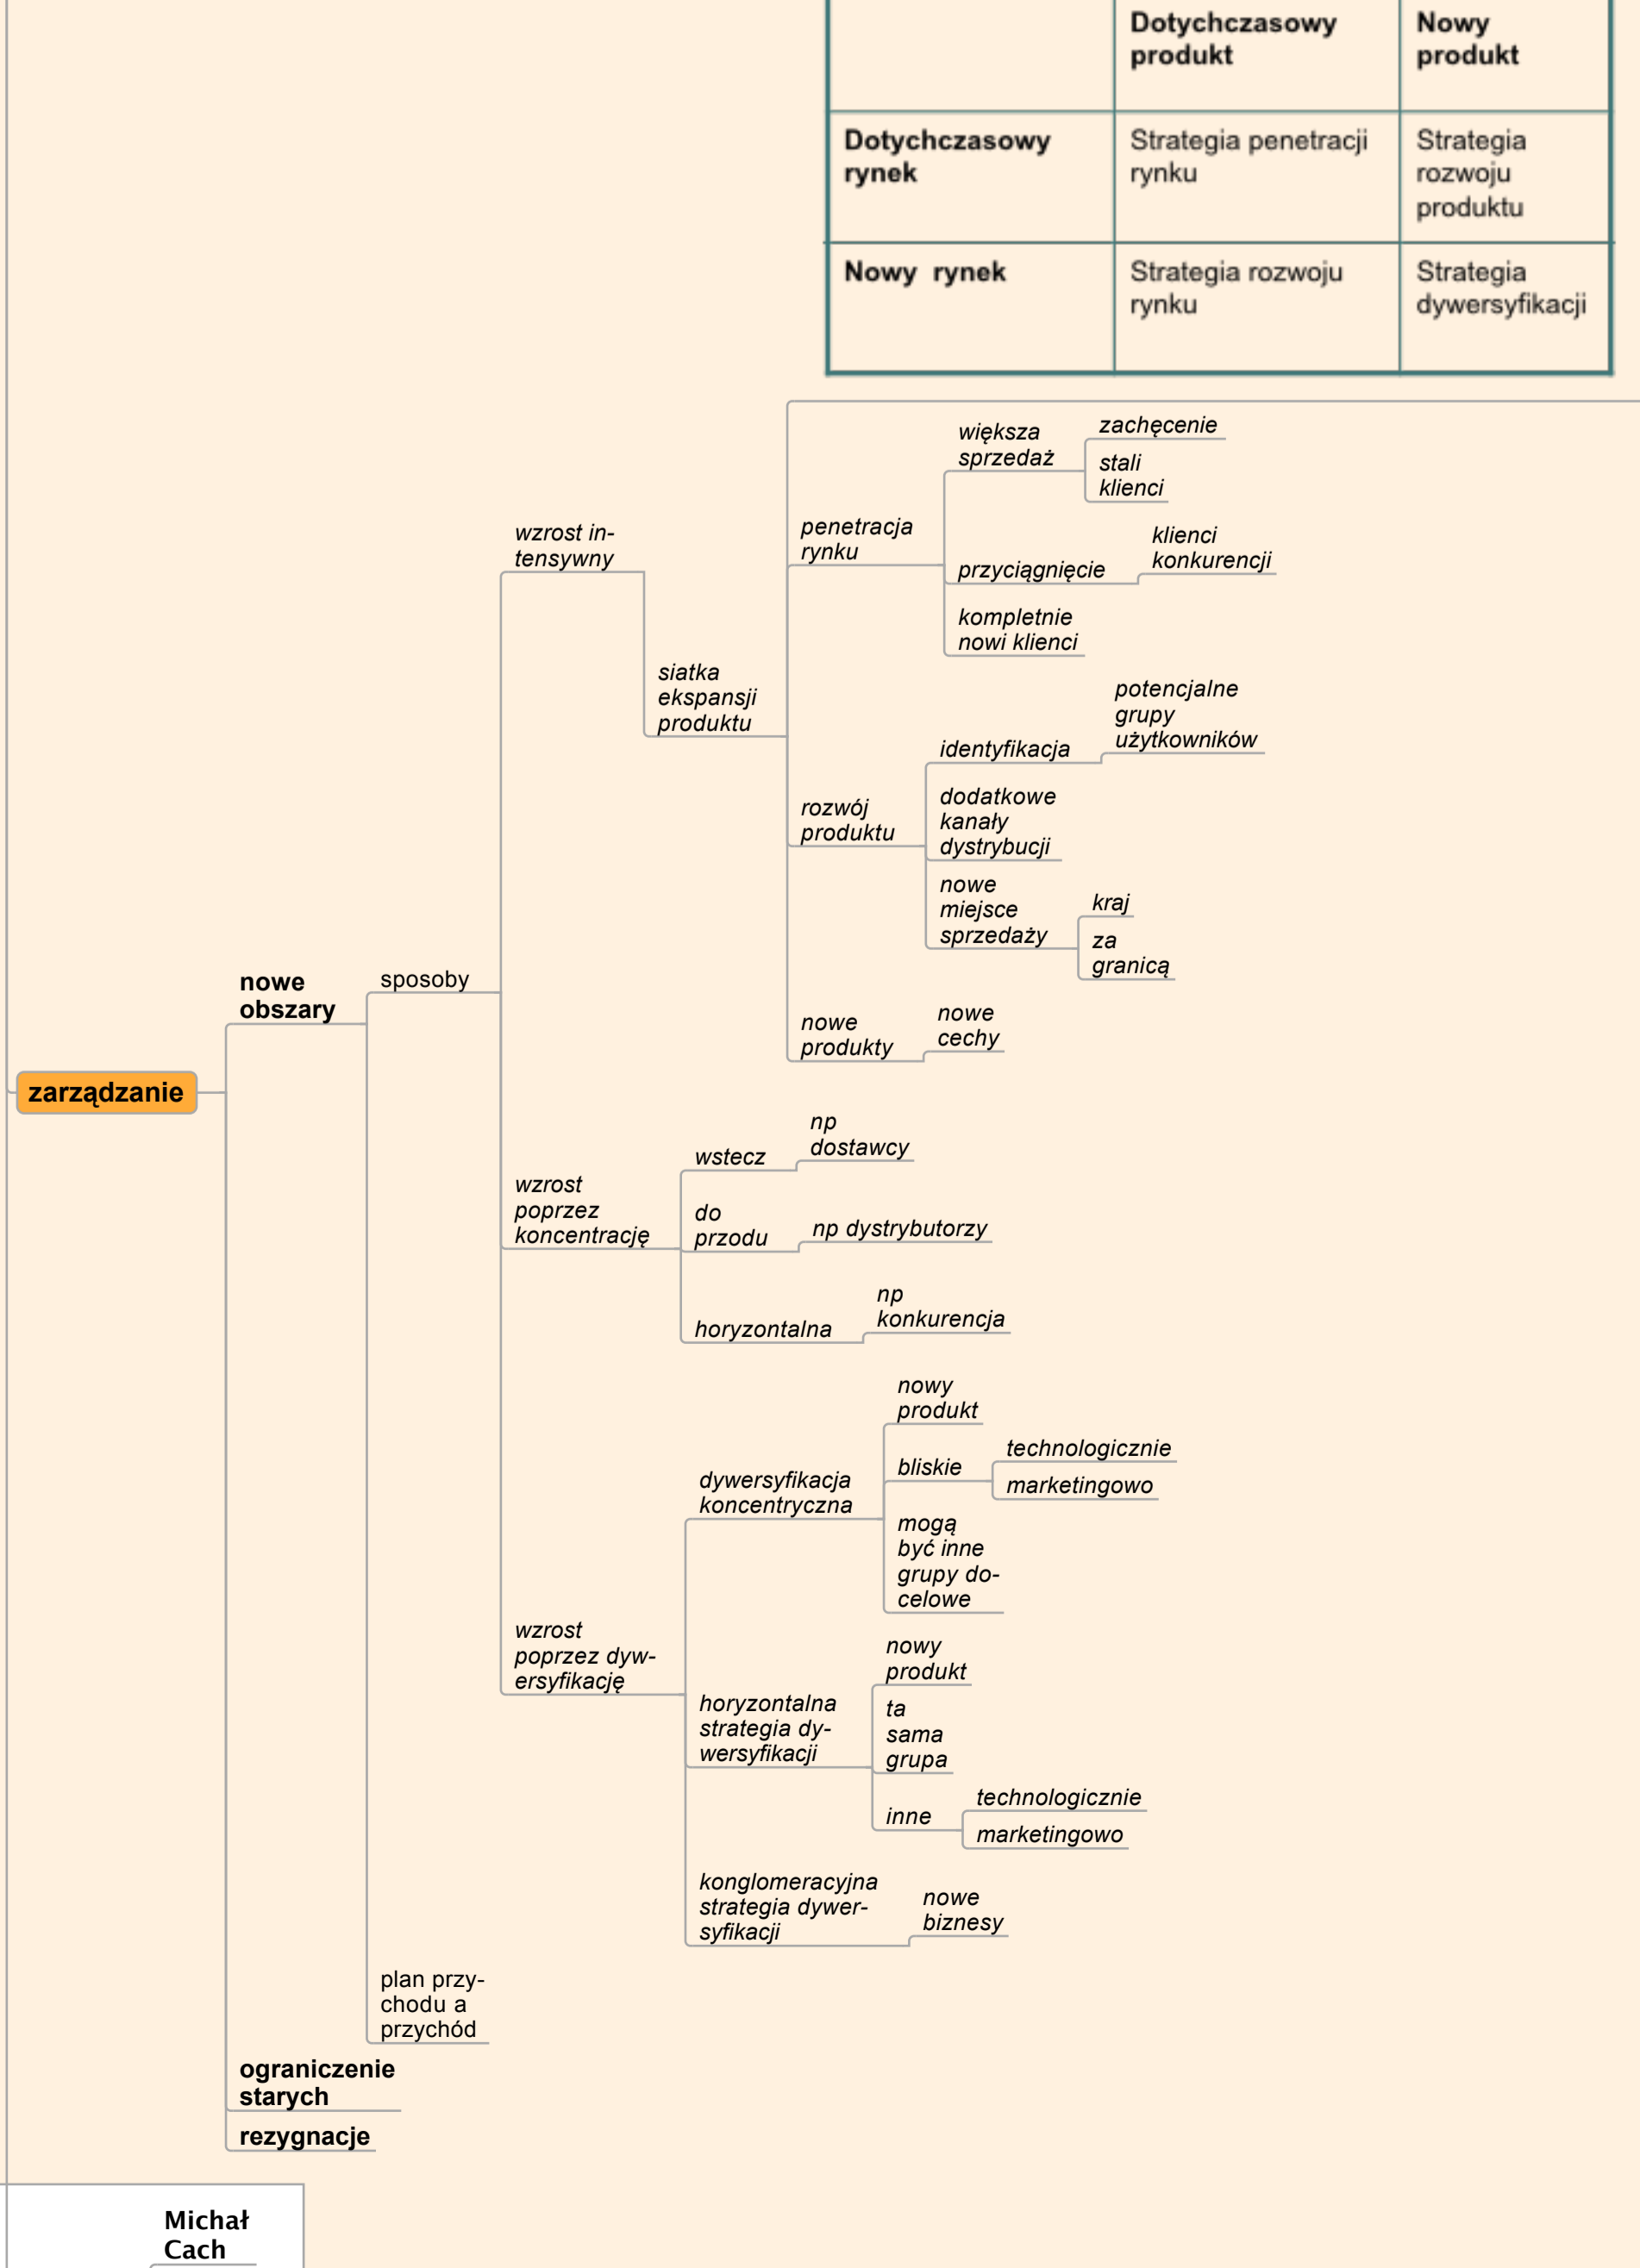 Dotychczasowy
produkt
Nowy
produkt
Dotychczasowy
rynek
Strategia penetracji
rynku
Strategia
rozwoju
produktu
Nowy rynek
Strategia rozwoju
rynku
Strategia
dywersyfikacji
zarządzanie
nowe
obszary
sposoby
wzrost in-
tensywny
siatka
ekspansji
produktu
penetracja
rynku
większa
sprzedaż
zachęcenie
stali
klienci
przyciągnięcie
klienci
konkurencji
kompletnie
nowi klienci
rozwój
produktu
identyfikacja
potencjalne
grupy
użytkowników
dodatkowe
kanały
dystrybucji
nowe
miejsce
sprzedaży
kraj
za
granicą
nowe
produkty
nowe
cechy
wzrost
poprzez
koncentrację
wstecz
np
dostawcy
do
przodu
np dystrybutorzy
horyzontalna
np
konkurencja
wzrost
poprzez dyw-
ersyfikację
dywersyfikacja
koncentryczna
nowy
produkt
bliskie
technologicznie
marketingowo
mogą
być inne
grupy do-
celowe
horyzontalna
strategia dy-
wersyfikacji
nowy
produkt
ta
sama
grupa
inne
technologicznie
marketingowo
konglomeracyjna
strategia dywer-
syfikacji
nowe
biznesy
plan przy-
chodu a
przychód
ograniczenie
starych
rezygnacje
Michał
Cach